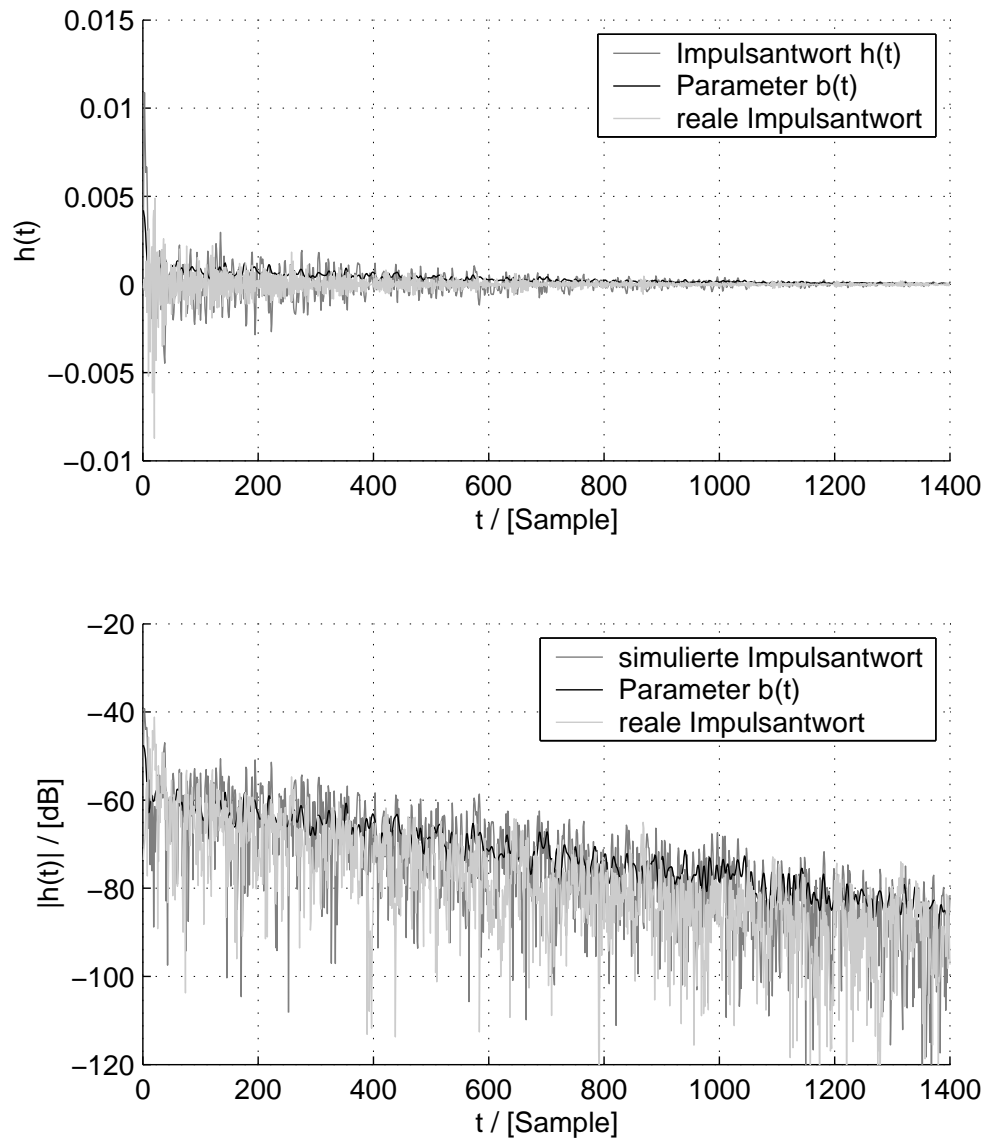 0.015
0.01
0.005
0
−0.005
−0.01
h(t)
Impulsantwort h(t)
Parameter b(t)
reale Impulsantwort
0 200 400 600 800 1000 1200 1400
t / [Sample]
−20
−40
−60
−80
−100
−120
|h(t)| / [dB]
simulierte Impulsantwort
Parameter b(t)
reale Impulsantwort
0 200 400 600 800 1000 1200 1400
t / [Sample]